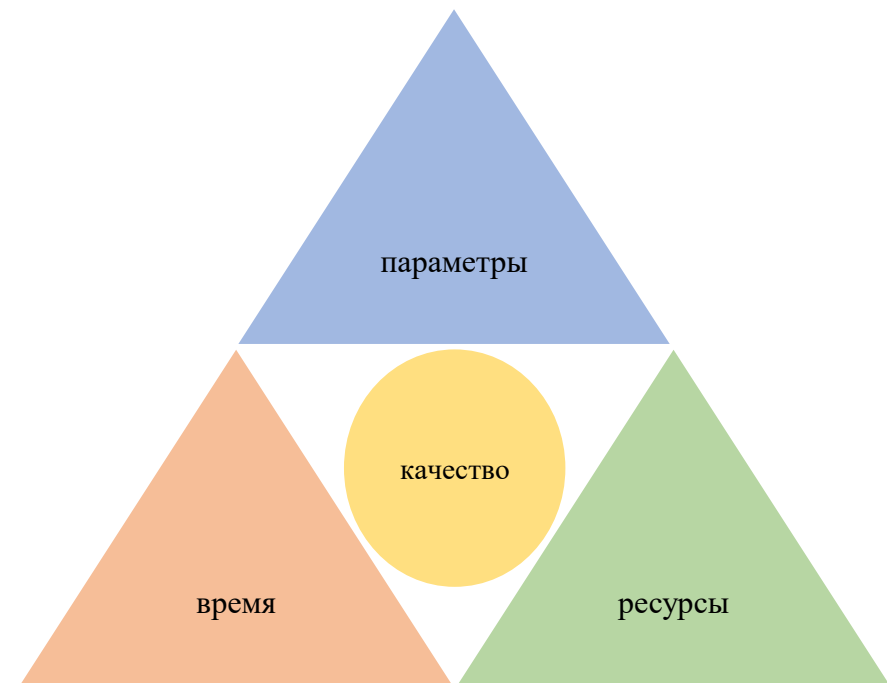 параметры
качество
время
ресурсы